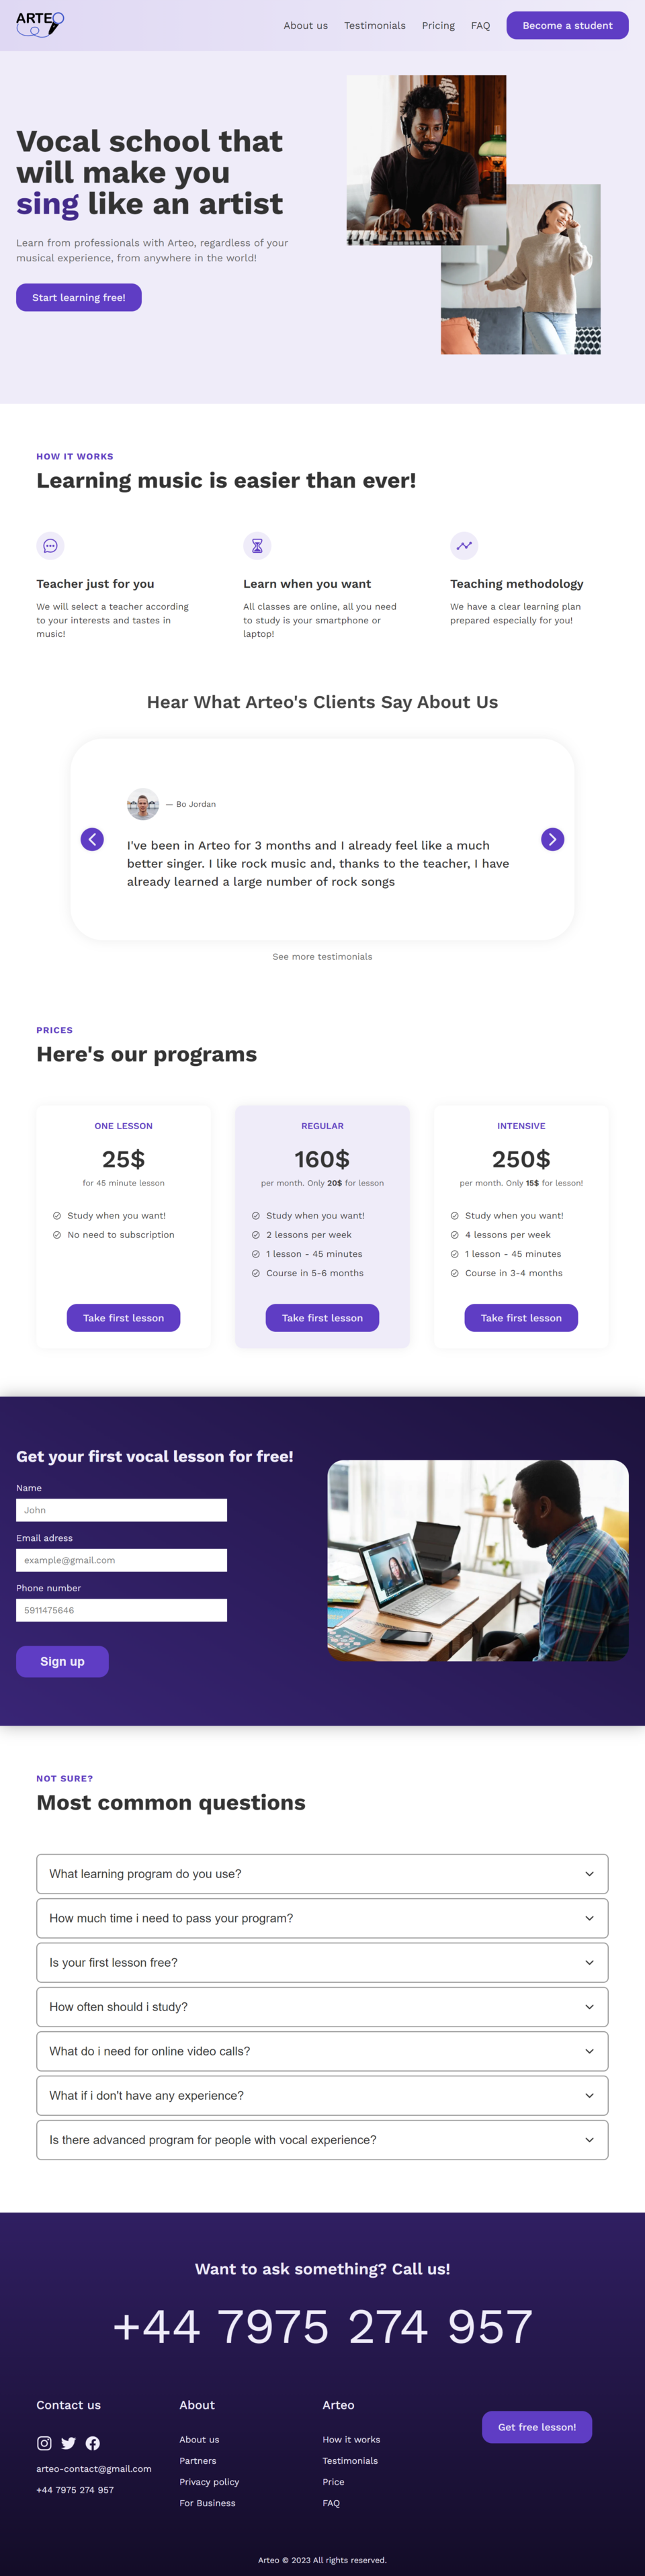 ARTEO
About us
Testimonials
Pricing
FAQ
Become a student
Vocal school that
will make you
sing like an artist
Learn from professionals with Arteo, regardless of your
musical experience, from anywhere in the world!
Start learning free!
HOW IT WORKS
Learning music is easier than ever!
Teacher just for you
We will select a teacher according
to your interests and tastes in
music!
Learn when you want
All classes are online, all you need
to study is your smartphone or
laptop!
Teaching methodology
We have a clear learning plan
prepared especially for you!
Hear What Arteo's Clients Say About Us
— Bo Jordan
I've been in Arteo for 3 months and I already feel like a much
better singer. I like rock music and, thanks to the teacher, I have
already learned a large number of rock songs
See more testimonials
PRICES
Here's our programs
ONE LESSON
25$
for 45 minute lesson
Study when you want!
No need to subscription
Take first lesson
REGULAR
160$
per month. Only 20$ for lesson
Study when you want!
2 lessons per week
1 lesson - 45 minutes
Course in 5-6 months
Take first lesson
INTENSIVE
250$
per month. Only 15$ for lesson!
Study when you want!
4 lessons per week
1 lesson - 45 minutes
Course in 3-4 months
Take first lesson
Get your first vocal lesson for free!
Name
John
Email adress
example@gmail.com
Phone number
5911475646
Sign up
NOT SURE?
Most common questions
What learning program do you use?
How much time i need to pass your program?
Is your first lesson free?
How often should i study?
What do i need for online video calls?
What if i don't have any experience?
Is there advanced program for people with vocal experience?
Want to ask something? Call us!
+44 7975 274 957
Contact us
arteo-contact@gmail.com
+44 7975 274 957
About
About us
Partners
Privacy policy
For Business
Arteo
How it works
Testimonials
Price
FAQ
Get free lesson!
Arteo © 2023 All rights reserved.